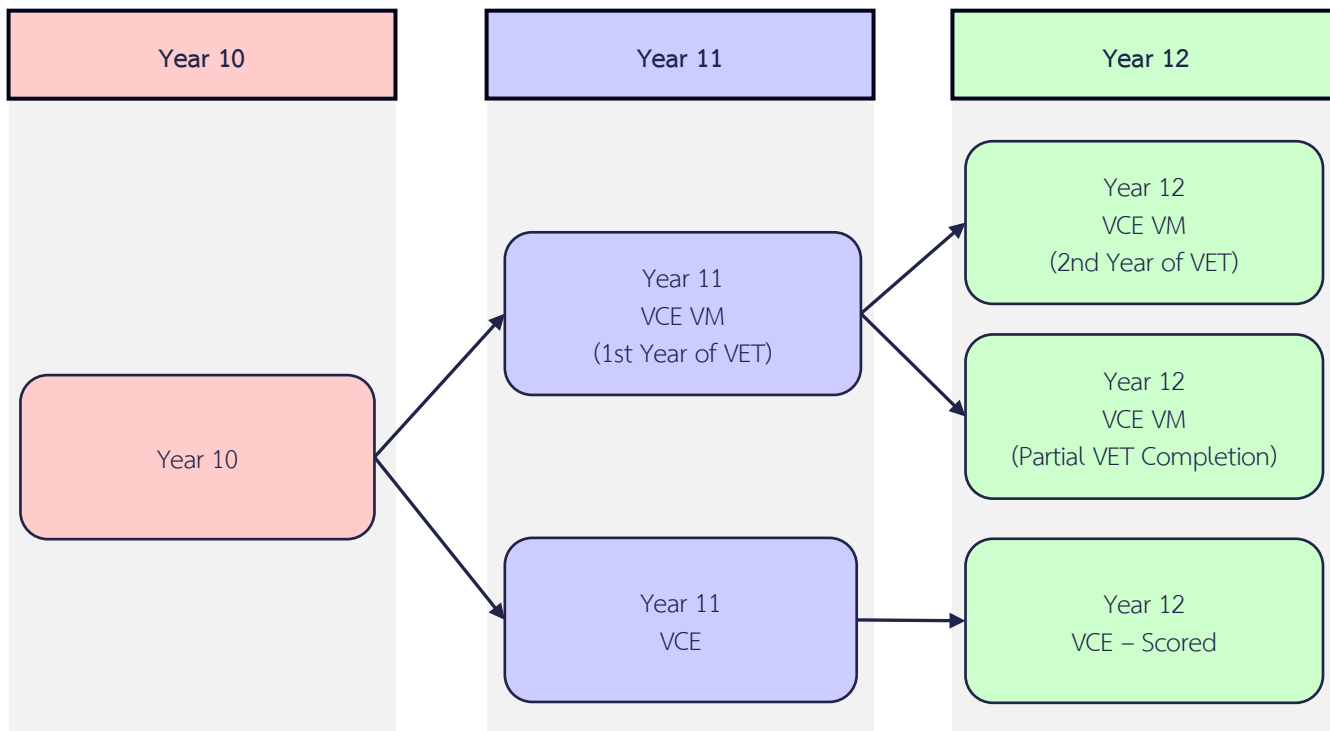 Year 10
Year 11
Year 12
Year 10
Year 11
VCE VM
(1st Year of VET)
Year 11
VCE
Year 12
VCE VM
(2nd Year of VET)
Year 12
VCE VM
(Partial VET Completion)
Year 12
VCE – Scored